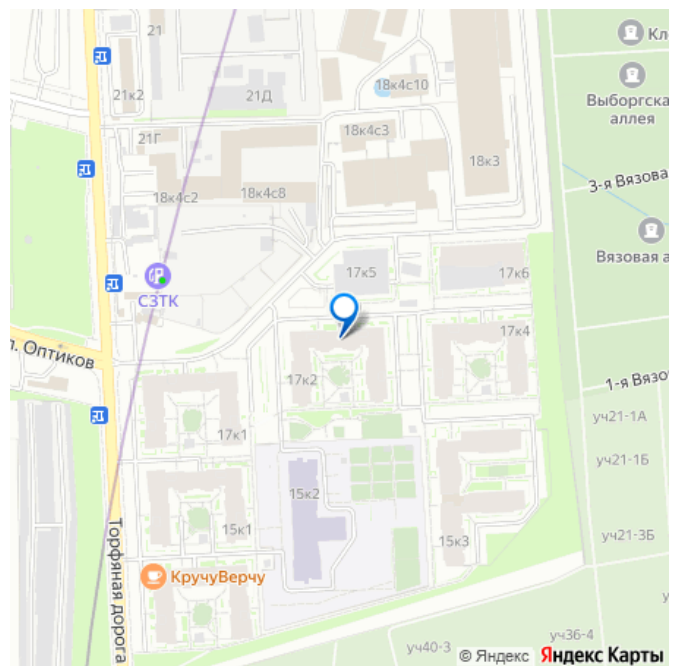 21
Кл
18к4с10
21к2
21Д
Выборгска
аллея
21Г
18к4с3
18к3
18к4с2
18к4с8
3-я Вязова
Вязовая а
17к5
17к6
СЗТК
л. Оптиков
17к4
17к2
1-я Вязо
17к1
уч21-1А
уч21-1Б
15к2
15к1
15к3
уч21-3Б
Торфяная дорога
КручуВерчу
у
уч40-3
уч36-4
© Яндекс Яндекс Карты